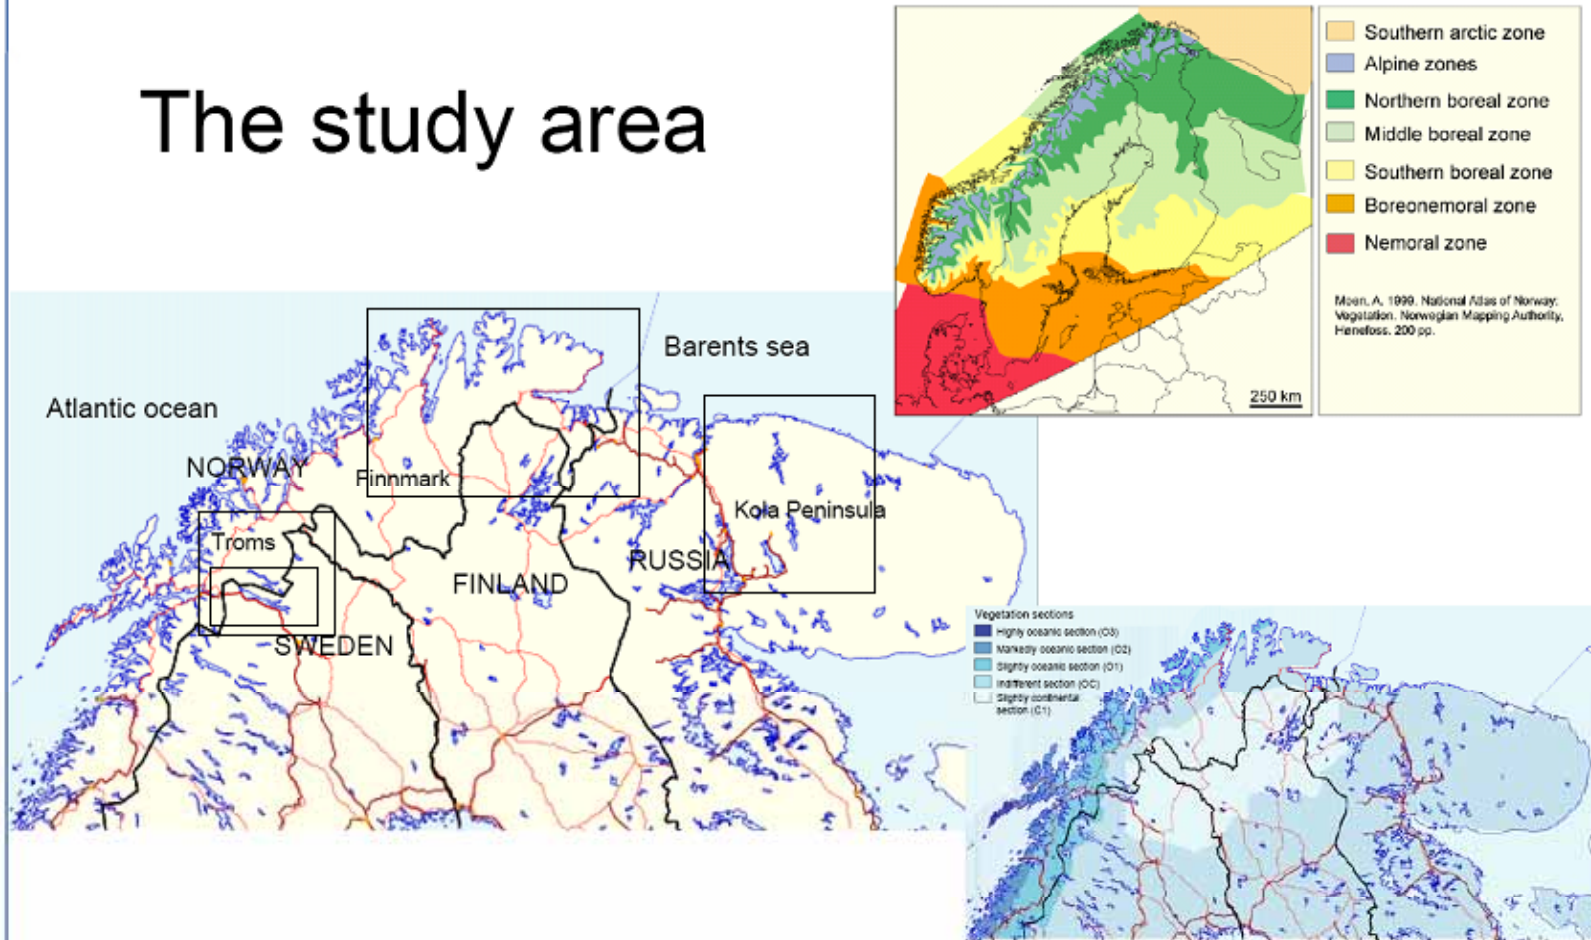 The study area
Southern arctic zone
Alpine zones
Northern boreal zone
Middle boreal zone
Southern boreal zone
Boreonemoral zone
Nemoral zone
Moen, A. 1999. National Atlas of Norway:
Vegetation. Norwegian Mapping Authority,
Hønefoss. 200 pp.
250 km
Barents sea
Atlantic ocean
NORWAY
Finnmark
Kola Peninsula
Troms
RUSSIA
FINLAND
SWEDEN
Vegetation sections
Highly oceanic section (O3)
Markedly oceanic section (O2)
Slightly oceanic section (O1)
Indifferent section (OC)
Slightly continental
section (C1)